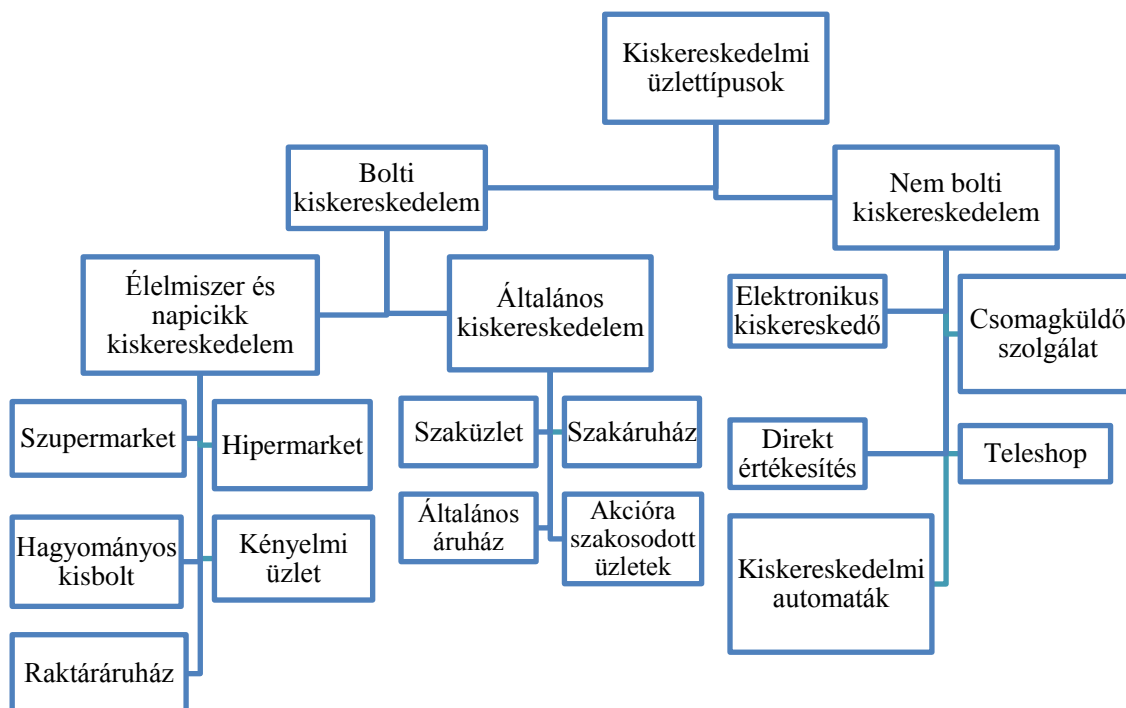 Kiskereskedelmi
üzlettípusok
Bolti
kiskereskedelem
Nem bolti
kiskereskedelem
Élelmiszer és
napicikk
kiskereskedelem
Általános
kiskereskedelem
Elektronikus
kiskereskedő
Csomagküldő
szolgálat
Szupermarket
Hipermarket
Szaküzlet
Szakáruház
Direkt
értékesítés
Teleshop
Hagyományos
kisbolt
Kényelmi
üzlet
Általános
áruház
Akcióra
szakosodott
üzletek
Kiskereskedelmi
automaták
Raktáráruház